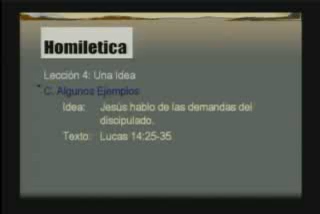 Homiletica
Lección 4: Una Idea
C. Algunos Ejemplos
Idea: Jesús hablo de las demandas del
discipulado.
Texto: Lucas 14:25-35